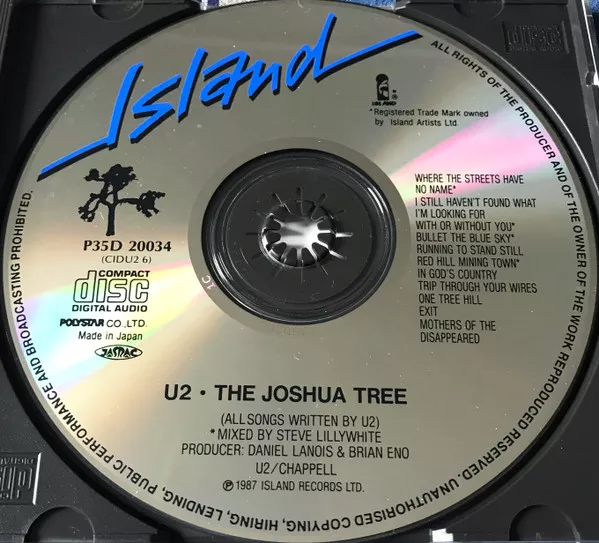 Island
ISLAND ®
*Registered Trade Mark owned
by Island Artists Ltd.
P35D 20034
(CIDU2 6)
COMPACT
disc
DIGITAL AUDIO
POLYSTAR CO.,LTD.
Made in Japan
JASRAC
WHERE THE STREETS HAVE
NO NAME*
I STILL HAVEN'T FOUND WHAT
I'M LOOKING FOR
WITH OR WITHOUT YOU*
BULLET THE BLUE SKY*
RUNNING TO STAND STILL
RED HILL MINING TOWN*
IN GOD'S COUNTRY
TRIP THROUGH YOUR WIRES
ONE TREE HILL
EXIT
MOTHERS OF THE
DISAPPEARED
1C
U2 • THE JOSHUA TREE
(ALL SONGS WRITTEN BY U2)
*MIXED BY STEVE LILLYWHITE
PRODUCER: DANIEL LANOIS & BRIAN ENO
U2/CHAPPELL
℗ 1987 ISLAND RECORDS LTD.
ALL RIGHTS OF THE PRODUCER AND OF THE OWNER OF THE WORK REPRODUCED RESERVED. UNAUTHORISED COPYING, HIRING, LENDING, PUBLIC PERFORMANCE AND BROADCASTING PROHIBITED.